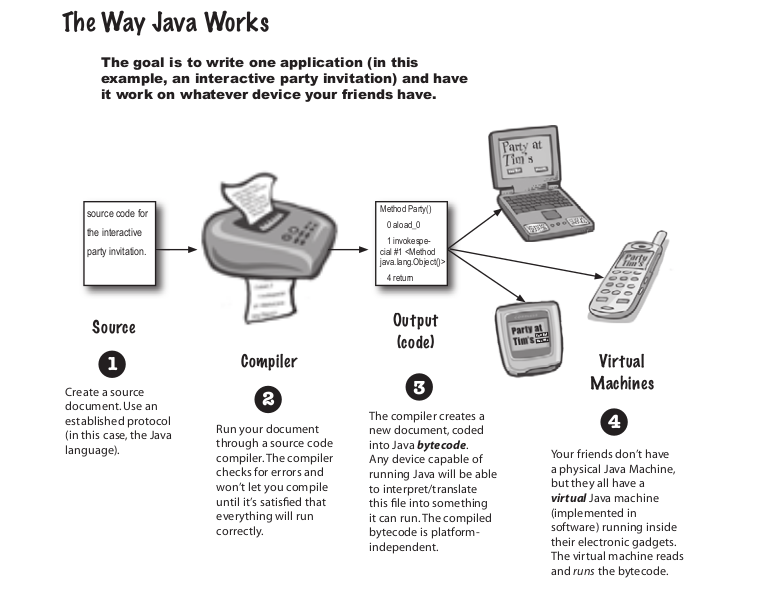 The Way Java Works
The goal is to write one application (in this
example, an interactive party invitation) and have
it work on whatever device your friends have.
source code for
the interactive
party invitation.
Method Party()
0 aload_0
1 invokespe-
cial #1 <Method
java.lang.Object()>
4 return
Party at
Tim's
Party
Tim's
Party at
Tim's
Source
1
Create a source
document. Use an
established protocol
(in this case, the Java
language).
Compiler
2
Run your document
through a source code
compiler. The compiler
checks for errors and
won't let you compile
until it's satisfied that
everything will run
correctly.
Output
(code)
3
The compiler creates a
new document, coded
into Java bytecode.
Any device capable of
running Java will be able
to interpret/translate
this file into something
it can run. The compiled
bytecode is platform-
independent.
Virtual
Machines
4
Your friends don't have
a physical Java Machine,
but they all have a
virtual Java machine
(implemented in
software) running inside
their electronic gadgets.
The virtual machine reads
and runs the bytecode.